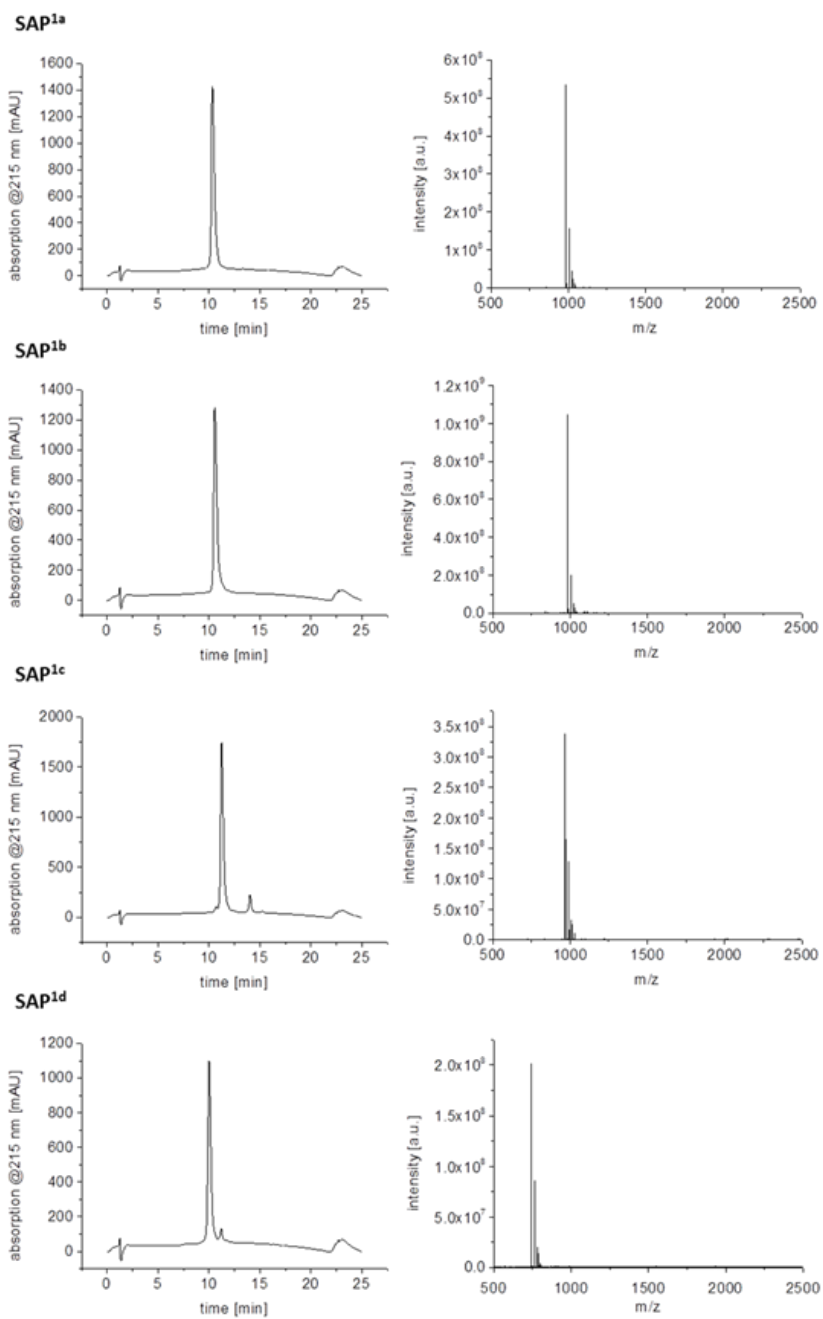 SAP1a
absorption @215 nm [mAU]
1600
1400
1200
1000
800
600
400
200
0
0 5 10 15 20 25
time [min]
intensity [a.u.]
6x10^8
5x10^8
4x10^8
3x10^8
2x10^8
1x10^8
0
500 1000 1500 2000 2500
m/z
SAP1b
absorption @215 nm [mAU]
1400
1200
1000
800
600
400
200
0
0 5 10 15 20 25
time [min]
intensity [a.u.]
1.2x10^9
1.0x10^9
8.0x10^8
6.0x10^8
4.0x10^8
2.0x10^8
0.0
500 1000 1500 2000 2500
m/z
SAP1c
absorption @215 nm [mAU]
2000
1500
1000
500
0
0 5 10 15 20 25
time [min]
intensity [a.u.]
3.5x10^8
3.0x10^8
2.5x10^8
2.0x10^8
1.5x10^8
1.0x10^8
5.0x10^7
0.0
500 1000 1500 2000 2500
m/z
SAP1d
absorption @215 nm [mAU]
1200
1000
800
600
400
200
0
0 5 10 15 20 25
time [min]
intensity [a.u.]
2.0x10^8
1.5x10^8
1.0x10^8
5.0x10^7
0.0
500 1000 1500 2000 2500
m/z